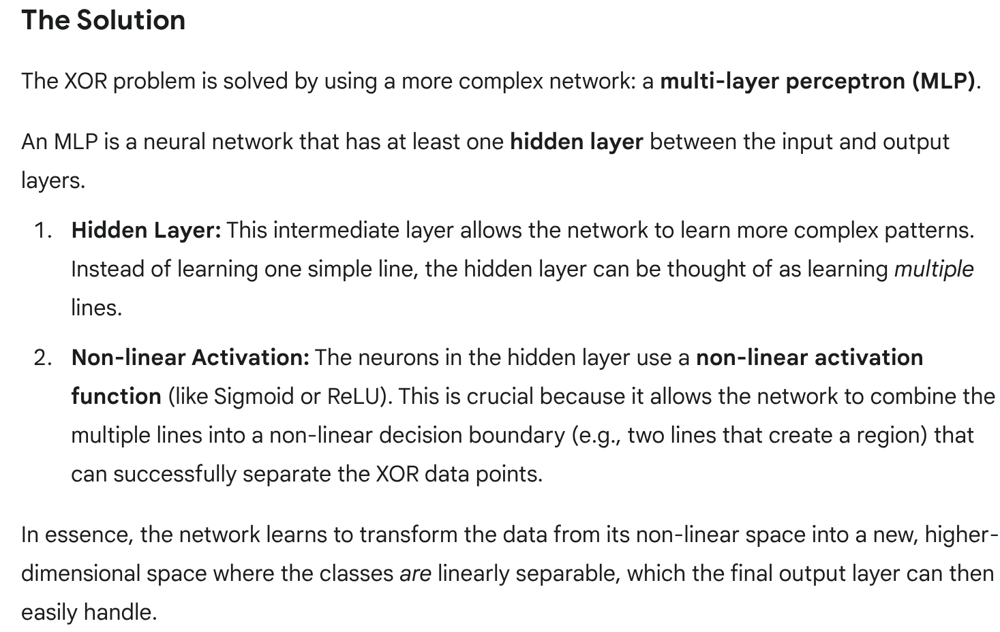 The Solution
The XOR problem is solved by using a more complex network: a multi-layer perceptron (MLP).
An MLP is a neural network that has at least one hidden layer between the input and output
layers.
1. Hidden Layer: This intermediate layer allows the network to learn more complex patterns.
Instead of learning one simple line, the hidden layer can be thought of as learning multiple
lines.
2. Non-linear Activation: The neurons in the hidden layer use a non-linear activation
function (like Sigmoid or ReLU). This is crucial because it allows the network to combine the
multiple lines into a non-linear decision boundary (e.g., two lines that create a region) that
can successfully separate the XOR data points.
In essence, the network learns to transform the data from its non-linear space into a new, higher-
dimensional space where the classes are linearly separable, which the final output layer can then
easily handle.